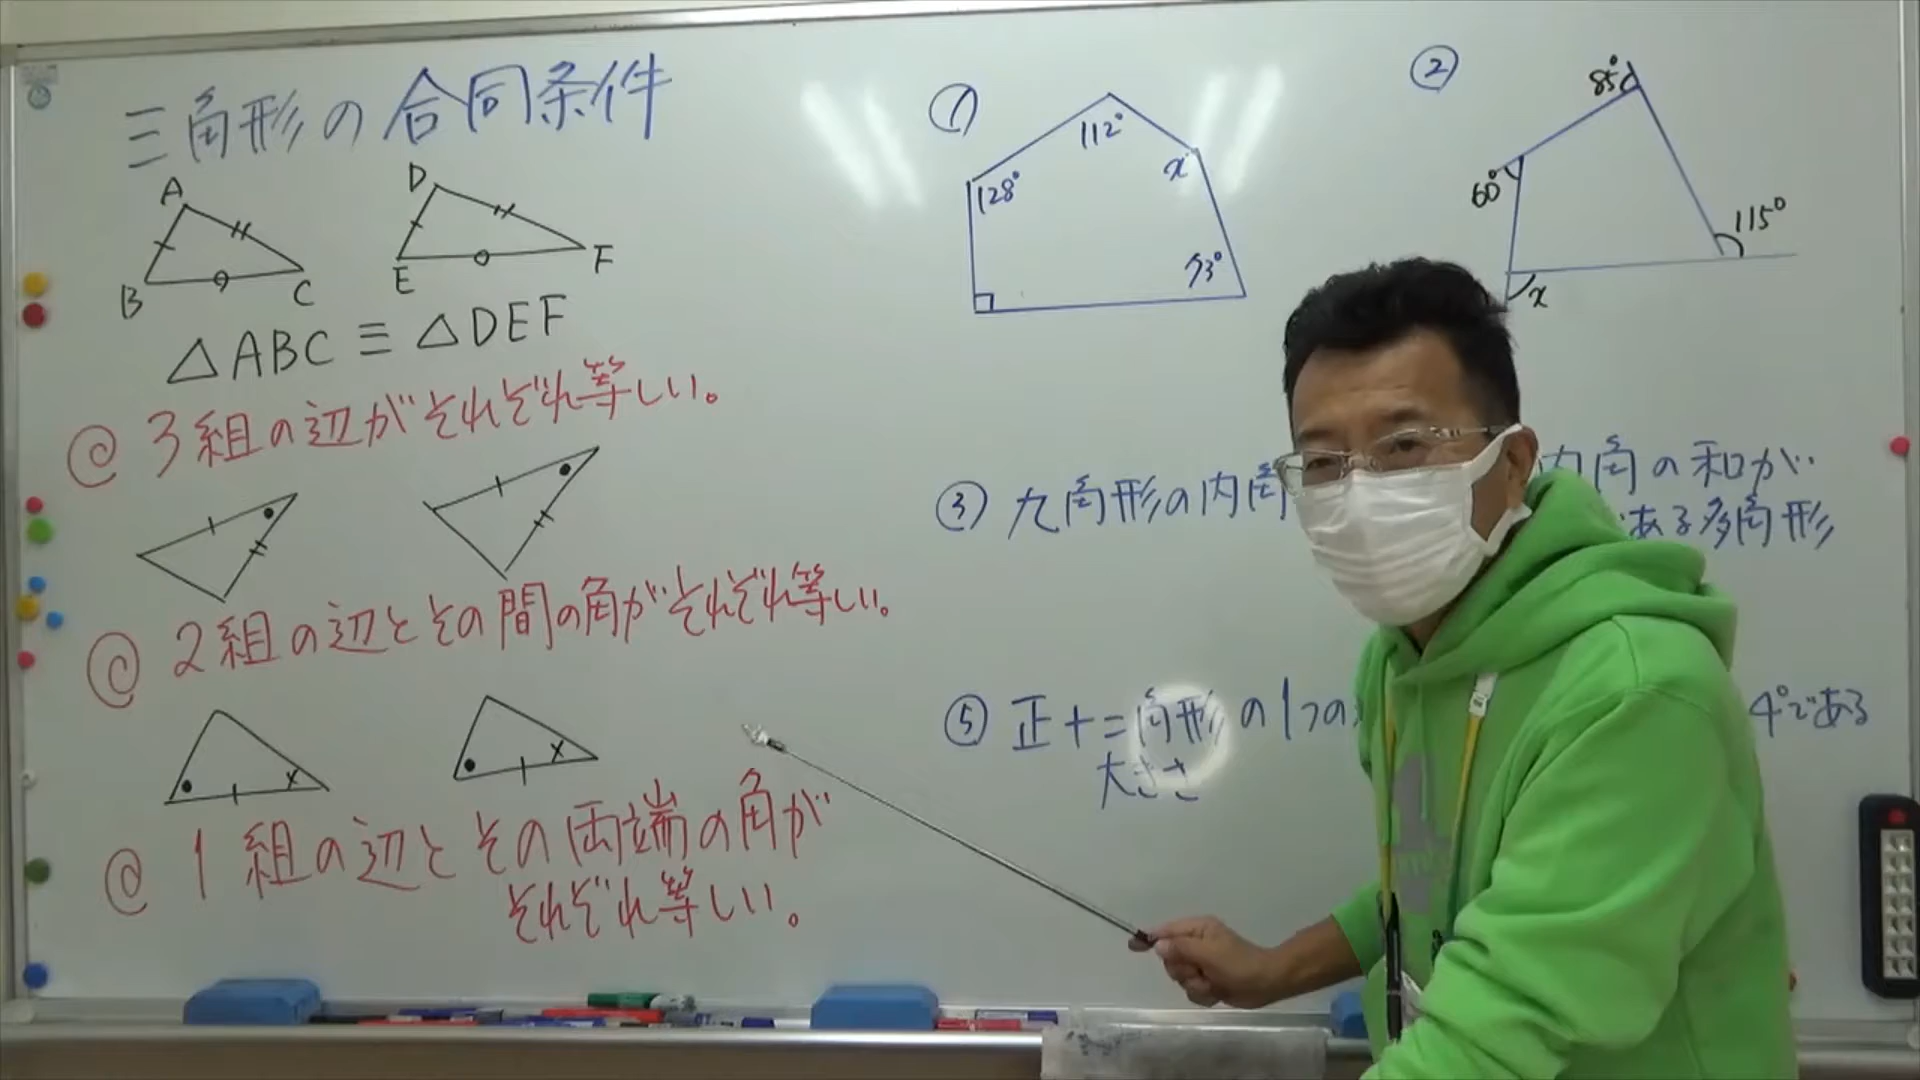 三角形の合同条件
A
B
C
D
E
F
△ABC≡△DEF
@ 3組の辺がそれぞれ等しい。
@ 2組の辺とその間の角がそれぞれ等しい。
@ 1組の辺とその両端の角が
それぞれ等しい。
①
112°
128°
x
93°
②
85°
60°
115°
x
③ 九角形の内角
内角の和が
である多角形
⑤ 正十二角形の1つの
大きさ
4°である